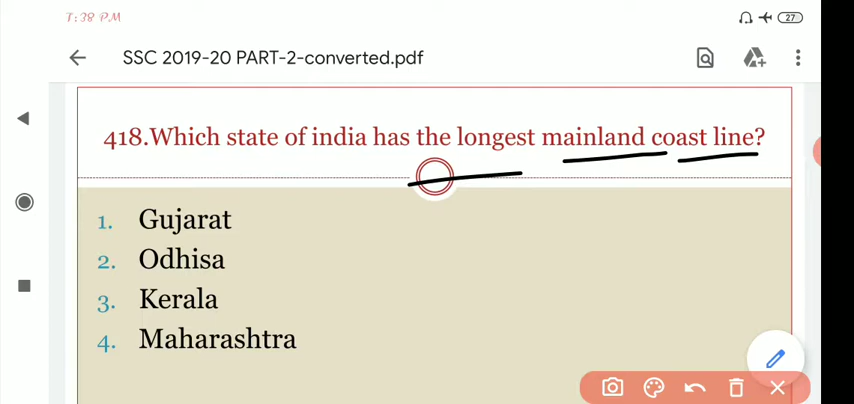 7:38 PM
27
SSC 2019-20 PART-2-converted.pdf
418.Which state of india has the longest mainland coast line?
1. Gujarat
2. Odhisa
3. Kerala
4. Maharashtra